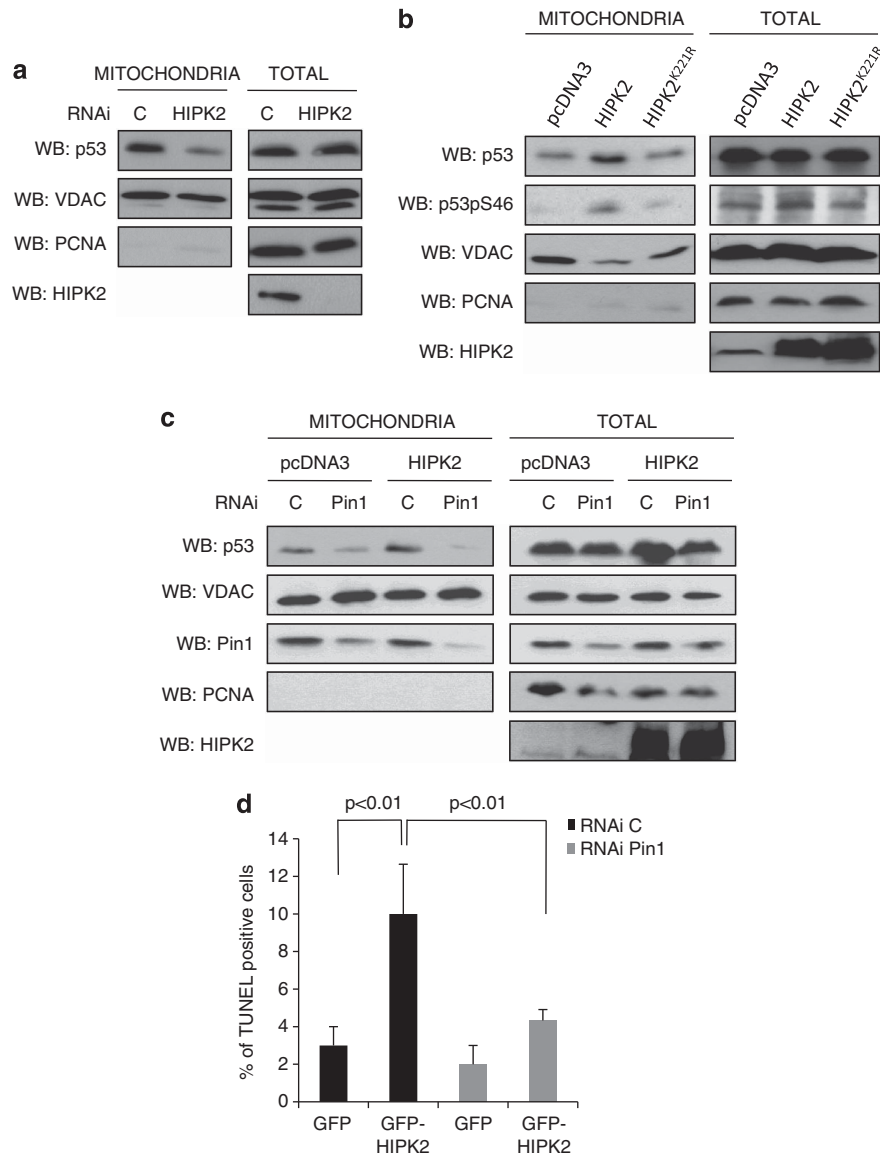 a
MITOCHONDRIA TOTAL
RNAi C HIPK2 C HIPK2
WB: p53
WB: VDAC
WB: PCNA
WB: HIPK2
b
MITOCHONDRIA TOTAL
pcDNA3 HIPK2 HIPK2K221R pcDNA3 HIPK2 HIPK2K221R
WB: p53
WB: p53pS46
WB: VDAC
WB: PCNA
WB: HIPK2
c
MITOCHONDRIA TOTAL
pcDNA3 HIPK2 pcDNA3 HIPK2
RNAi C Pin1 C Pin1 C Pin1 C Pin1
WB: p53
WB: VDAC
WB: Pin1
WB: PCNA
WB: HIPK2
d
p<0.01 p<0.01
RNAi C
RNAi Pin1
% of TUNEL positive cells
14
12
10
8
6
4
2
0
GFP GFP- GFP GFP-
HIPK2 HIPK2